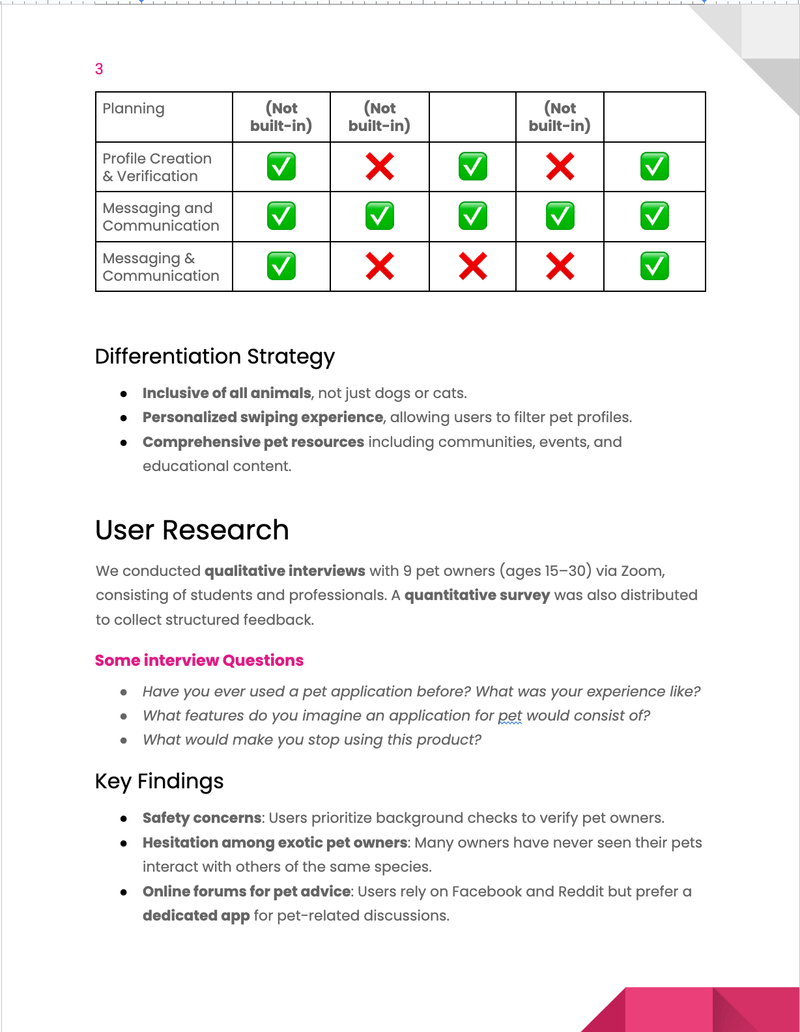 3
Planning (Not (Not (Not
built-in) built-in) built-in)
Profile Creation ✅ ❌ ✅ ❌ ✅
& Verification
Messaging and ✅ ✅ ✅ ✅ ✅
Communication
Messaging & ✅ ❌ ❌ ❌ ✅
Communication
Differentiation Strategy
● Inclusive of all animals, not just dogs or cats.
● Personalized swiping experience, allowing users to filter pet profiles.
● Comprehensive pet resources including communities, events, and
educational content.
User Research
We conducted qualitative interviews with 9 pet owners (ages 15–30) via Zoom,
consisting of students and professionals. A quantitative survey was also distributed
to collect structured feedback.
Some interview Questions
● Have you ever used a pet application before? What was your experience like?
● What features do you imagine an application for pet would consist of?
● What would make you stop using this product?
Key Findings
● Safety concerns: Users prioritize background checks to verify pet owners.
● Hesitation among exotic pet owners: Many owners have never seen their pets
interact with others of the same species.
● Online forums for pet advice: Users rely on Facebook and Reddit but prefer a
dedicated app for pet-related discussions.